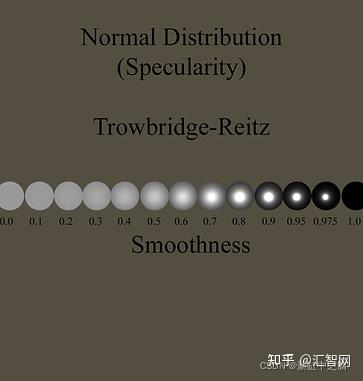 Normal Distribution
(Specularity)
Trowbridge-Reitz
0.0 0.1 0.2 0.3 0.4 0.5 0.6 0.7 0.8 0.9 0.95 0.975 1.0
Smoothness
知乎 @汇智网
CSDN